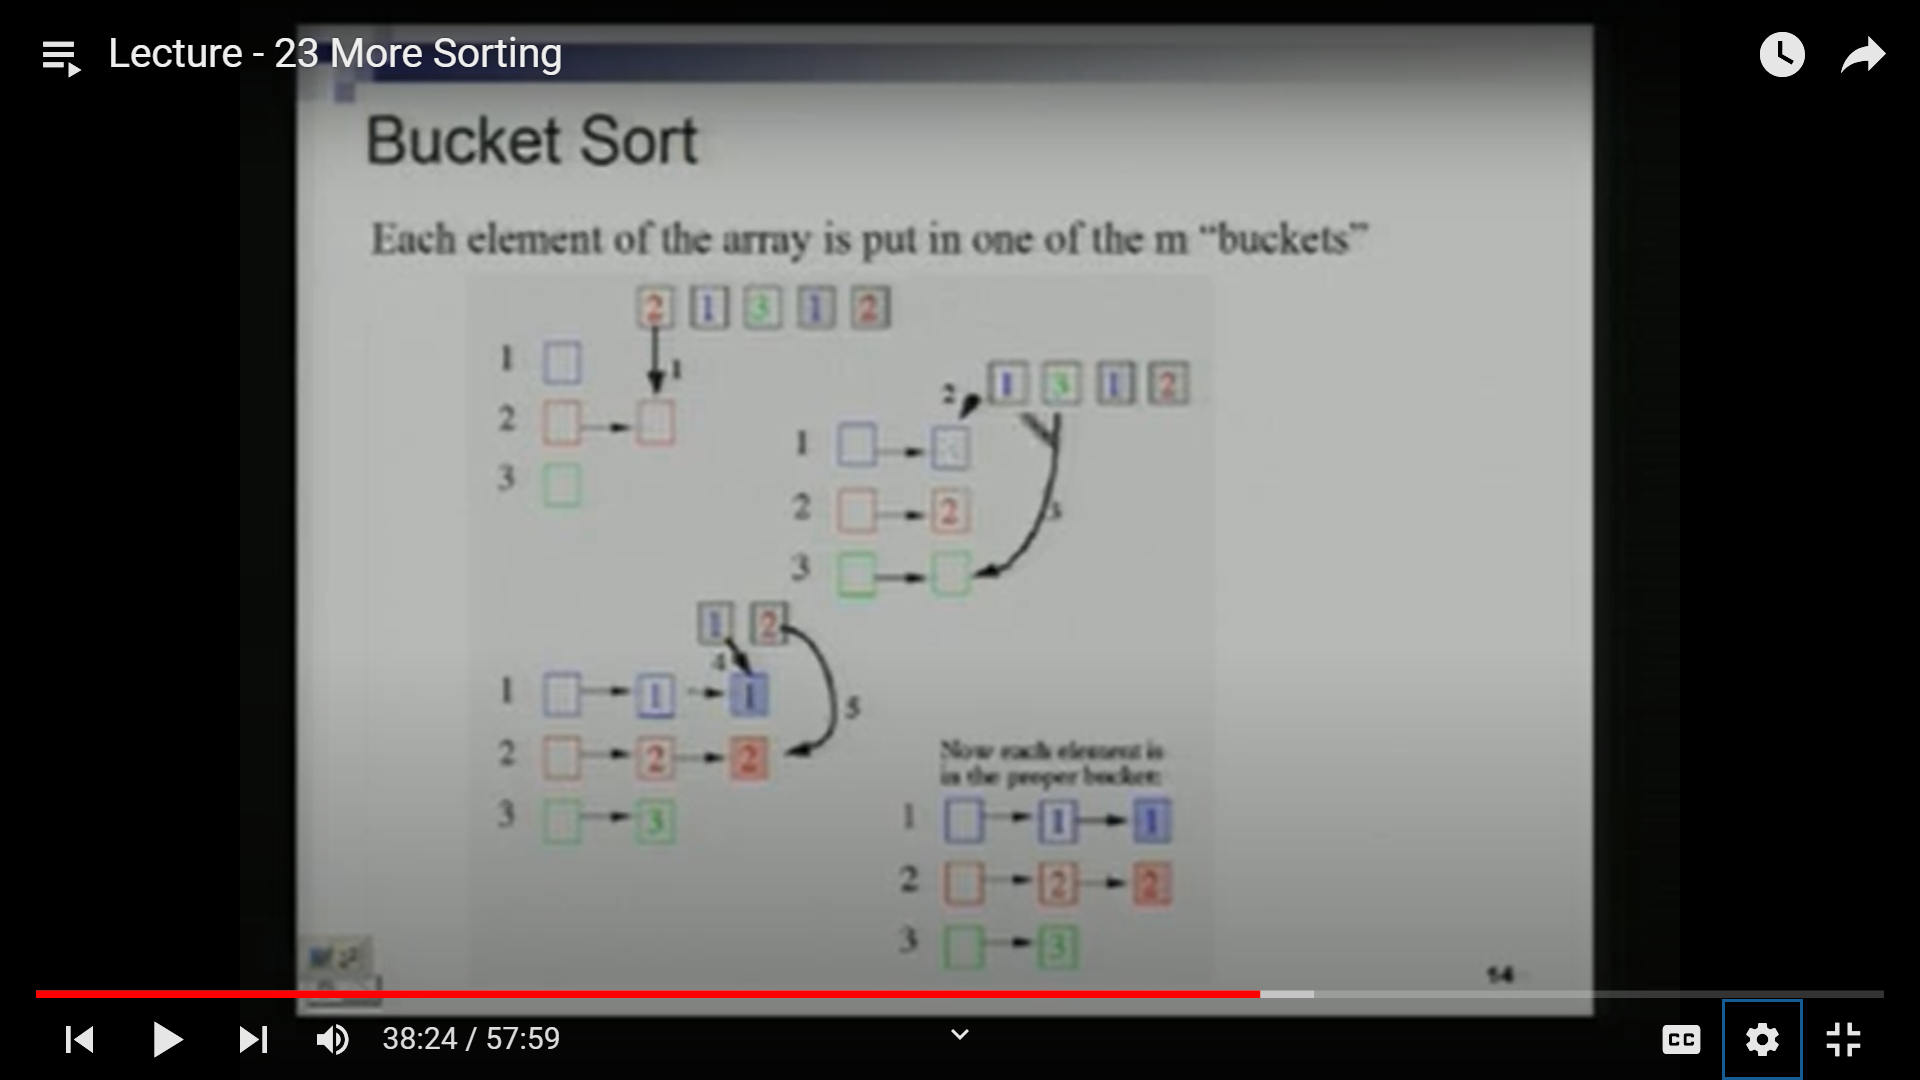 Lecture - 23 More Sorting
Bucket Sort
Each element of the array is put in one of the m “buckets”
2 1 3 1 2
1
1
2
3
1 3 1 2
2
1
2 2
3
3
1 2
4
1 1 1
5
2 2 2
3 3
Now each element is
in the proper bucket:
1 1 1
2 2 2
3 3
14
38:24 / 57:59
CC